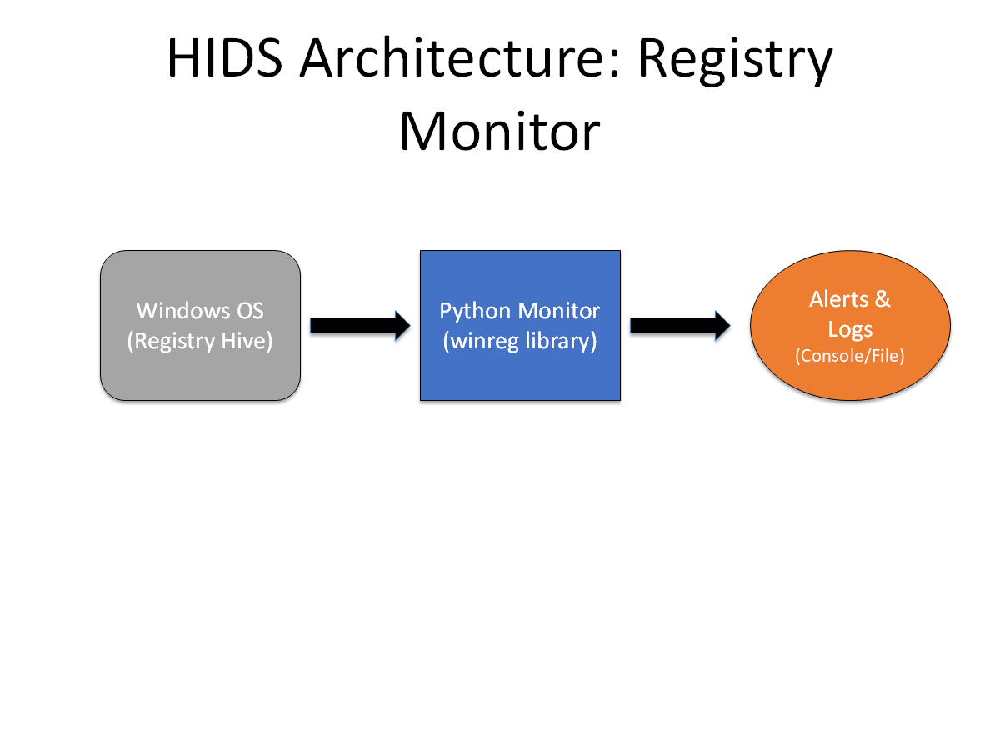 HIDS Architecture: Registry
Monitor
Windows OS
(Registry Hive)
Python Monitor
(winreg library)
Alerts &
Logs
(Console/File)